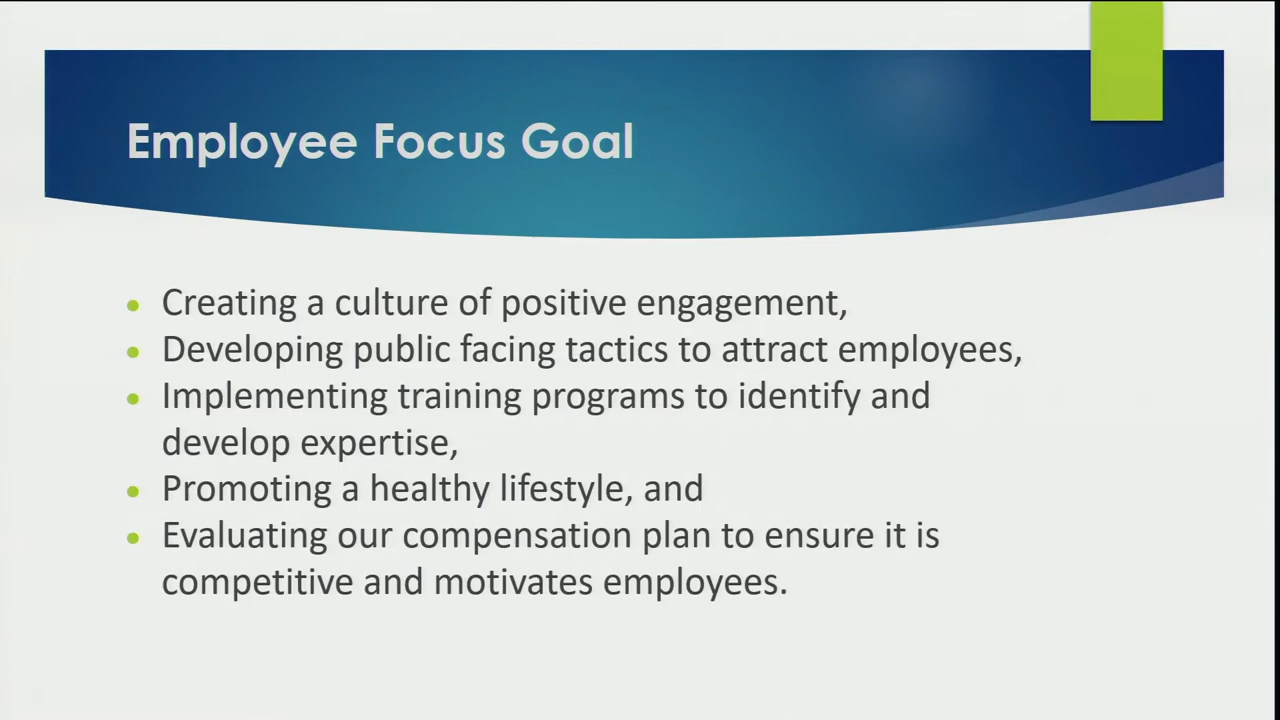 Employee Focus Goal
• Creating a culture of positive engagement,
• Developing public facing tactics to attract employees,
• Implementing training programs to identify and
develop expertise,
• Promoting a healthy lifestyle, and
• Evaluating our compensation plan to ensure it is
competitive and motivates employees.